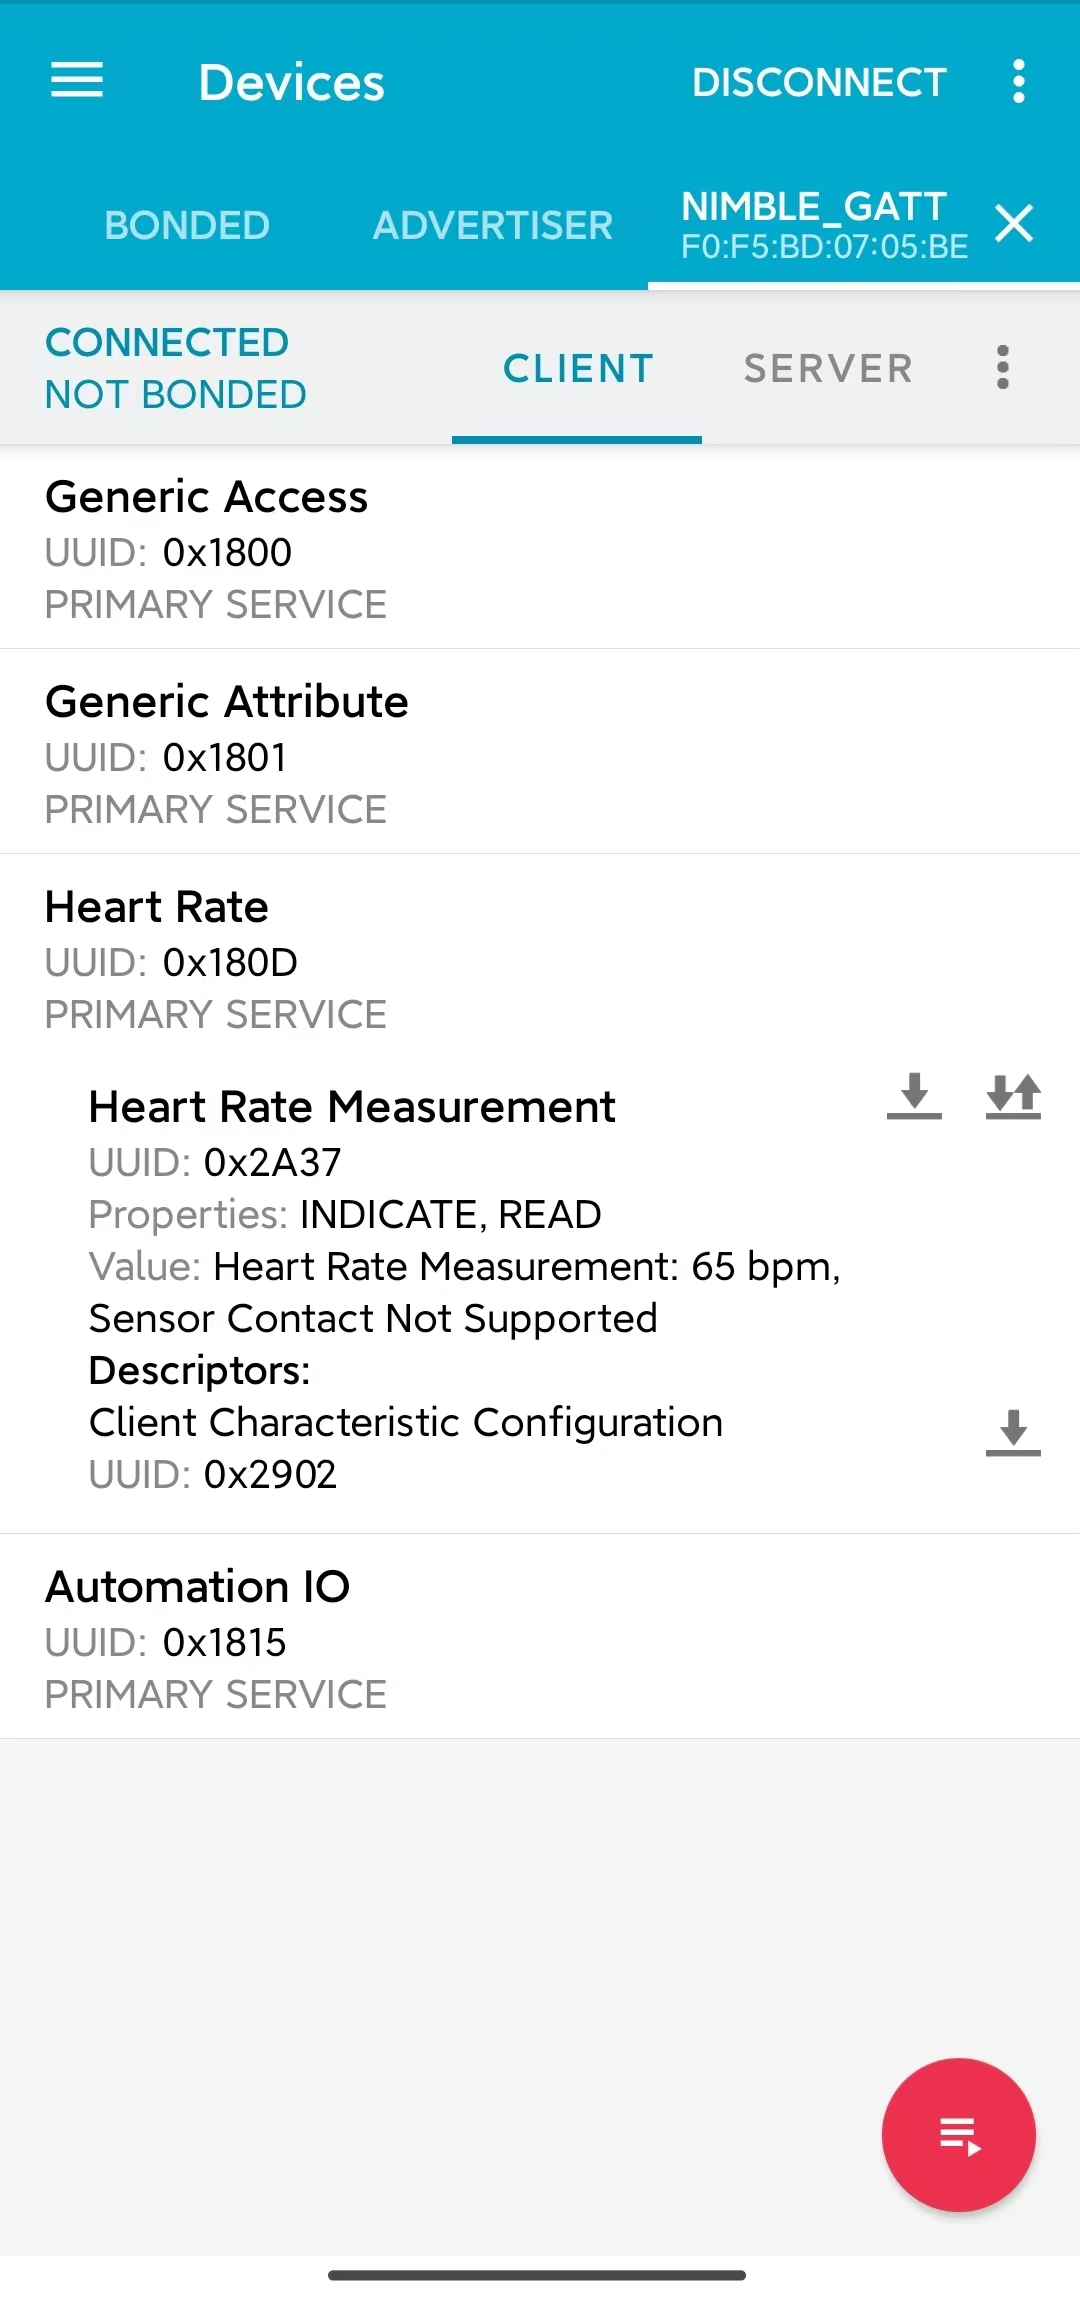 Devices
DISCONNECT
BONDED
ADVERTISER
NIMBLE_GATT
F0:F5:BD:07:05:BE
CONNECTED
NOT BONDED
CLIENT
SERVER
Generic Access
UUID: 0x1800
PRIMARY SERVICE
Generic Attribute
UUID: 0x1801
PRIMARY SERVICE
Heart Rate
UUID: 0x180D
PRIMARY SERVICE
Heart Rate Measurement
UUID: 0x2A37
Properties: INDICATE, READ
Value: Heart Rate Measurement: 65 bpm,
Sensor Contact Not Supported
Descriptors:
Client Characteristic Configuration
UUID: 0x2902
Automation IO
UUID: 0x1815
PRIMARY SERVICE